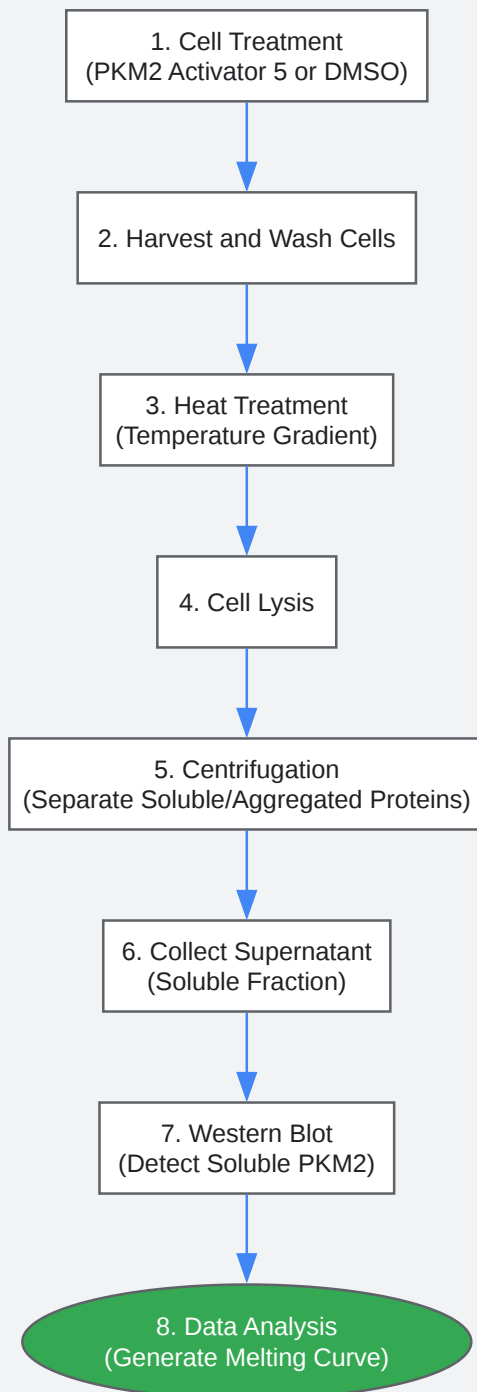 1. Cell Treatment
(PKM2 Activator 5 or DMSO)
2. Harvest and Wash Cells
3. Heat Treatment
(Temperature Gradient)
4. Cell Lysis
5. Centrifugation
(Separate Soluble/Aggregated Proteins)
6. Collect Supernatant
(Soluble Fraction)
7. Western Blot
(Detect Soluble PKM2)
8. Data Analysis
(Generate Melting Curve)